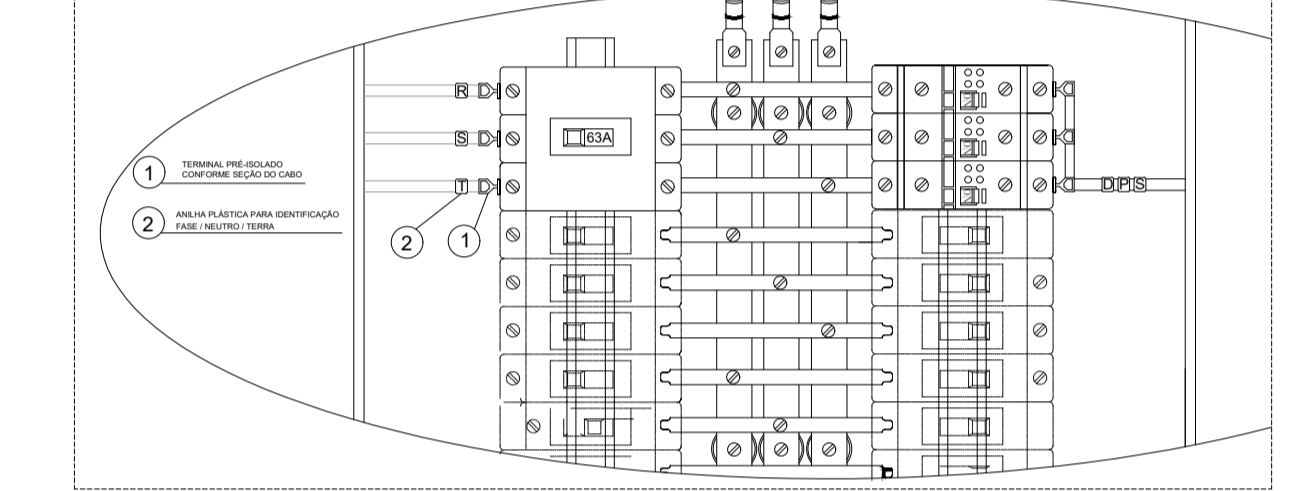 R
63A
S
1
TERMINAL PRÉ-ISOLADO
CONFORME SEÇÃO DO CABO
T
DPS
2
ANILHA PLÁSTICA PARA IDENTIFICAÇÃO
FASE / NEUTRO / TERRA
2
1